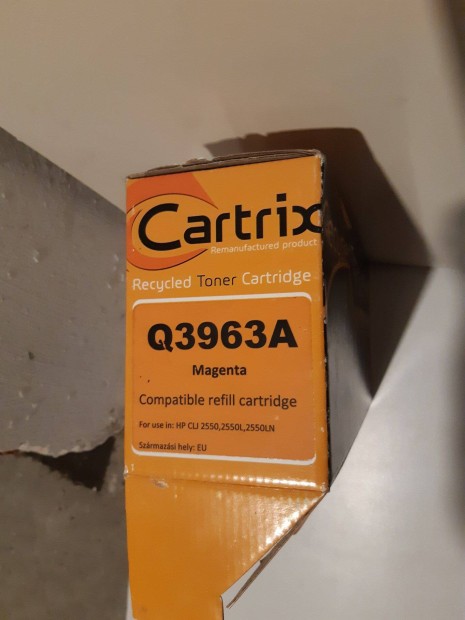 Cartrix
Remanufactured product
Recycled Toner Cartridge
Q3963A
Magenta
Compatible refill cartridge
For use in: HP CLJ 2550,2550L,2550LN
Származási hely: EU